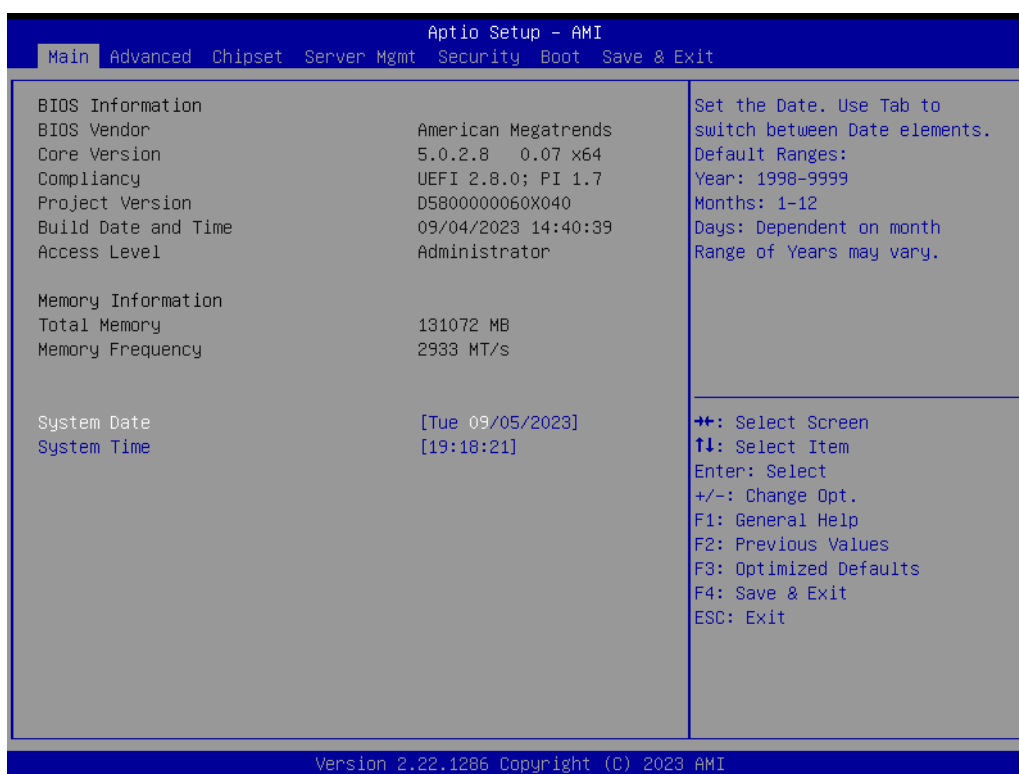 Aptio Setup – AMI
Main Advanced Chipset Server Mgmt Security Boot Save & Exit
BIOS Information
BIOS Vendor American Megatrends
Core Version 5.0.2.8 0.07 x64
Compliancy UEFI 2.8.0; PI 1.7
Project Version D5800000060X040
Build Date and Time 09/04/2023 14:40:39
Access Level Administrator
Memory Information
Total Memory 131072 MB
Memory Frequency 2933 MT/s
System Date [Tue 09/05/2023]
System Time [19:18:21]
Set the Date. Use Tab to
switch between Date elements.
Default Ranges:
Year: 1998-9999
Months: 1-12
Days: Dependent on month
Range of Years may vary.
→←: Select Screen
↑↓: Select Item
Enter: Select
+/-: Change Opt.
F1: General Help
F2: Previous Values
F3: Optimized Defaults
F4: Save & Exit
ESC: Exit
Version 2.22.1286 Copyright (C) 2023 AMI